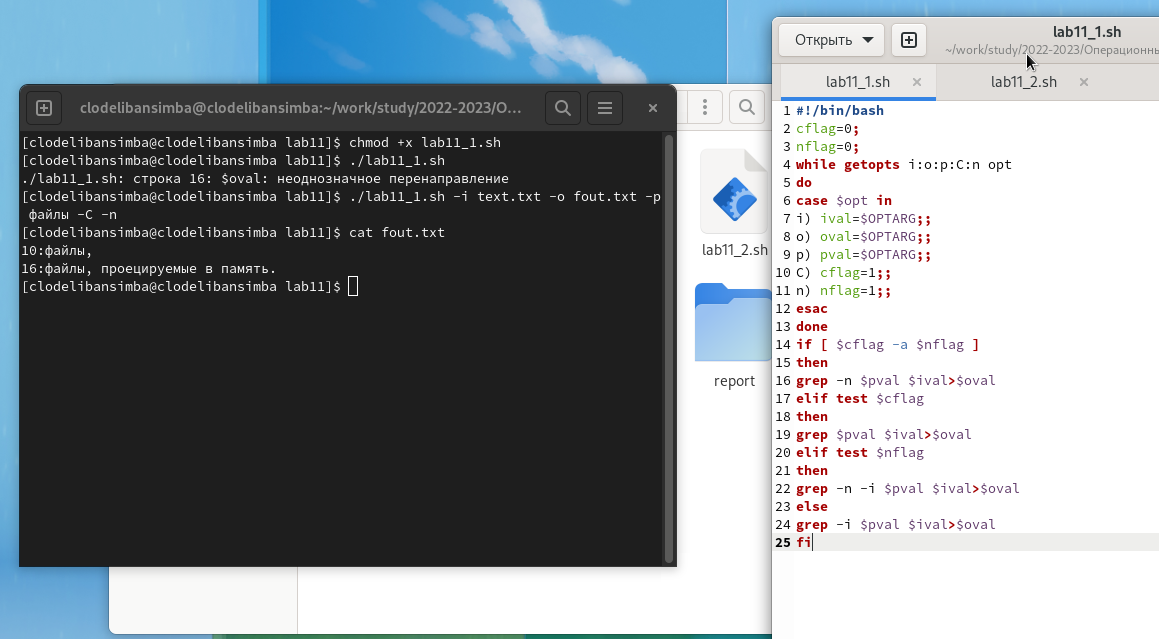 clodelibansimba@clodelibansimba:~/work/study/2022-2023/О...
[clodelibansimba@clodelibansimba lab11]$ chmod +x lab11_1.sh
[clodelibansimba@clodelibansimba lab11]$ ./lab11_1.sh
./lab11_1.sh: строка 16: $oval: неоднозначное перенаправление
[clodelibansimba@clodelibansimba lab11]$ ./lab11_1.sh -i text.txt -o fout.txt -p
файлы -C -n
[clodelibansimba@clodelibansimba lab11]$ cat fout.txt
10:файлы,
16:файлы, проецируемые в память.
[clodelibansimba@clodelibansimba lab11]$
lab11_2.sh
report
Открыть
lab11_1.sh
~/work/study/2022-2023/Операционны
lab11_1.sh
lab11_2.sh
1 #!/bin/bash
2 cflag=0;
3 nflag=0;
4 while getopts i:o:p:C:n opt
5 do
6 case $opt in
7 i) ival=$OPTARG;;
8 o) oval=$OPTARG;;
9 p) pval=$OPTARG;;
10 C) cflag=1;;
11 n) nflag=1;;
12 esac
13 done
14 if [ $cflag -a $nflag ]
15 then
16 grep -n $pval $ival>$oval
17 elif test $cflag
18 then
19 grep $pval $ival>$oval
20 elif test $nflag
21 then
22 grep -n -i $pval $ival>$oval
23 else
24 grep -i $pval $ival>$oval
25 fi